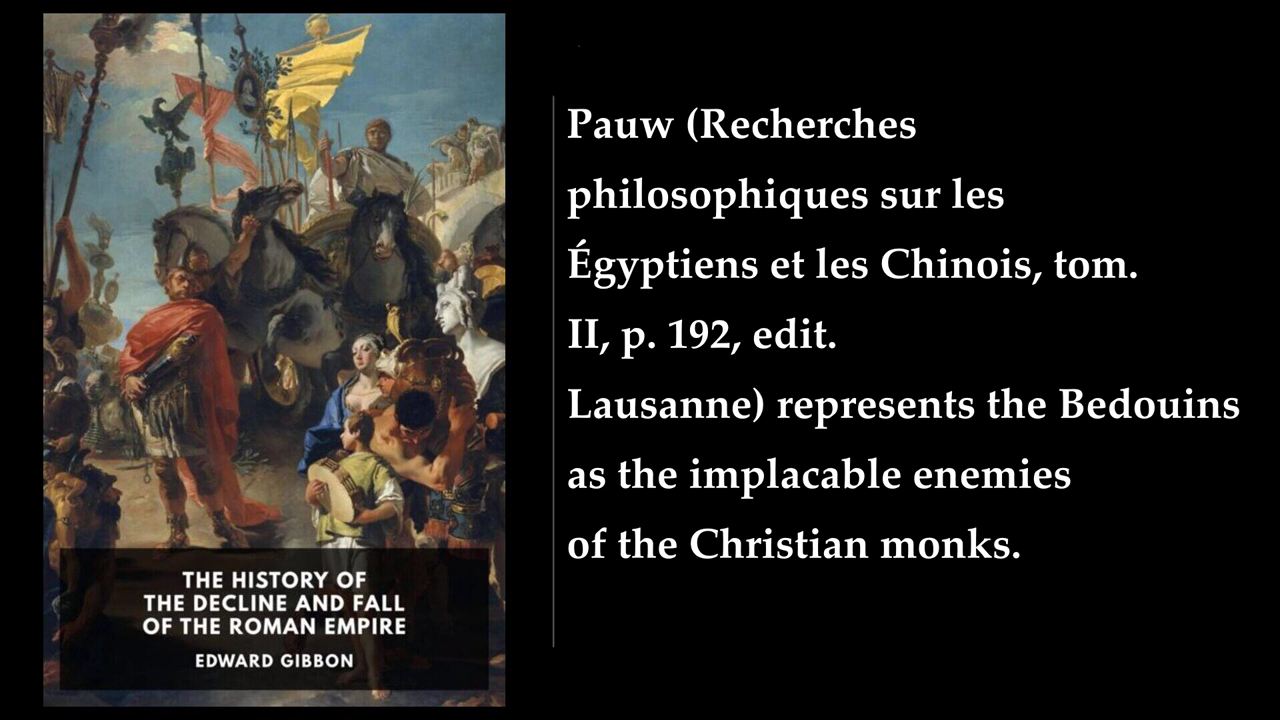 THE HISTORY OF
THE DECLINE AND FALL
OF THE ROMAN EMPIRE
EDWARD GIBBON
Pauw (Recherches
philosophiques sur les
Égyptiens et les Chinois, tom.
II, p. 192, edit.
Lausanne) represents the Bedouins
as the implacable enemies
of the Christian monks.